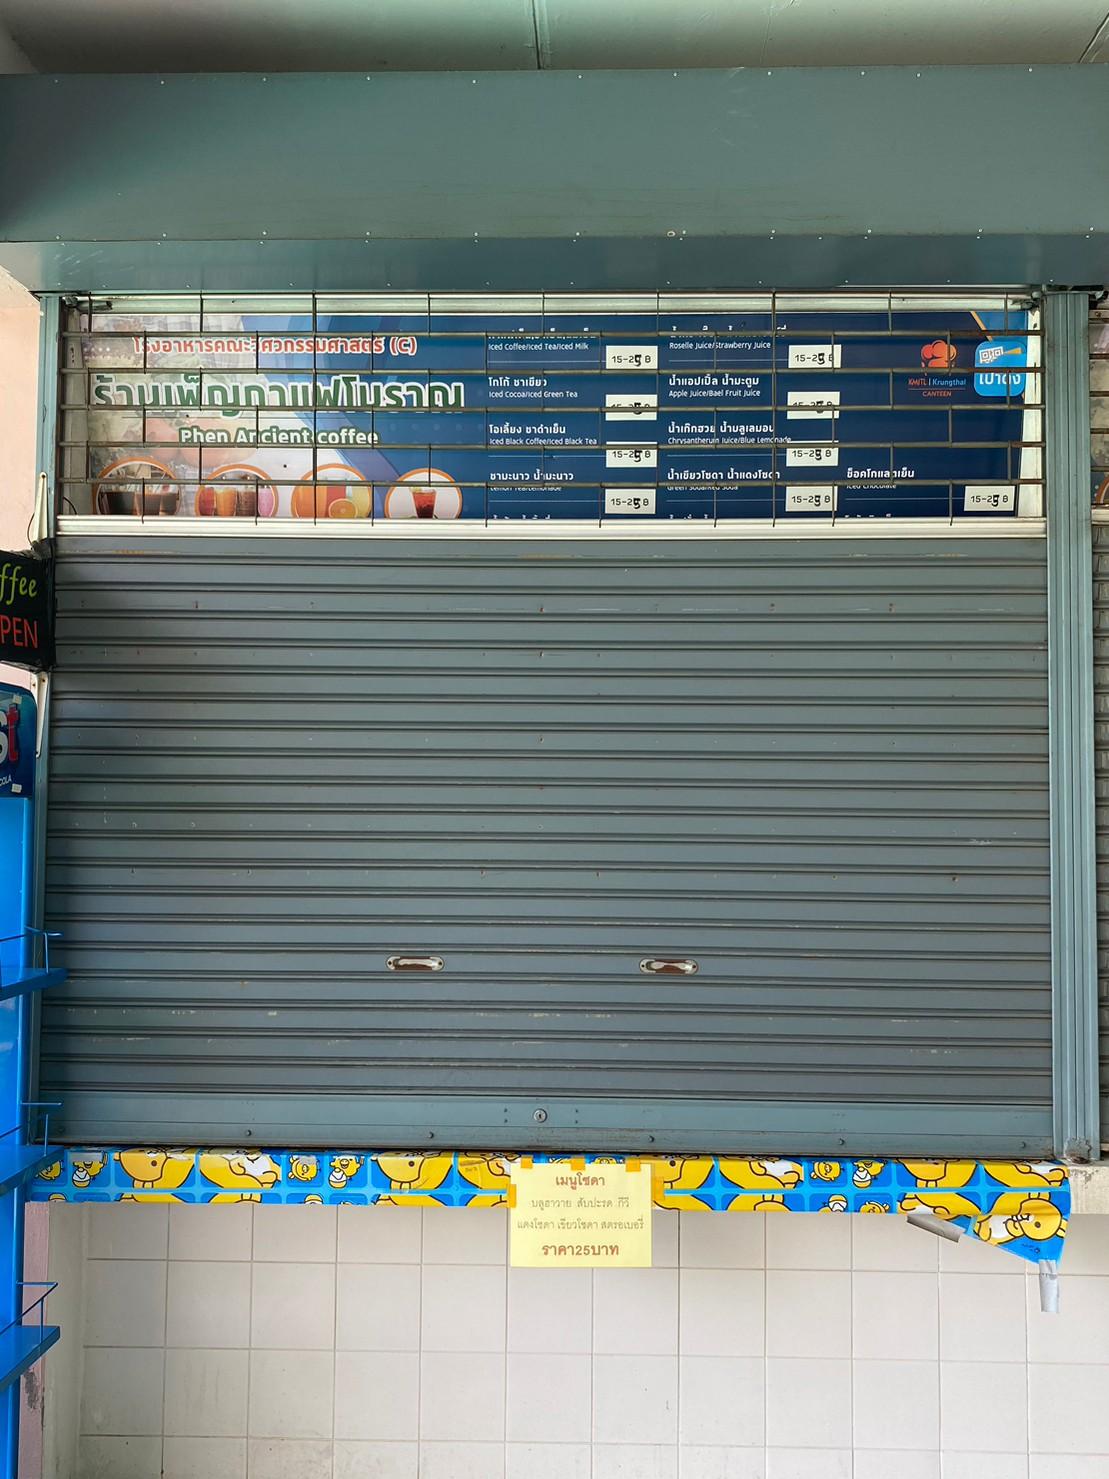 โรงอาหารคณะวิศวกรรมศาสตร์ (C)
ร้านเพ็ญกาแฟโบราณ
Phen Ancient coffee
Iced Coffee/Iced Tea/Iced Milk
15-25 B
โกโก้ ชาเขียว
Iced Cocoa/Iced Green Tea
15-25 B
โอเลี้ยง ชาดำเย็น
Iced Black Coffee/Iced Black Tea
15-25 B
ชามะนาว น้ำมะนาว
Lemon Tea/Lemonade
15-25 B
Roselle Juice/Strawberry Juice
15-25 B
น้ำแอปเปิ้ล น้ำมะตูม
Apple Juice/Bael Fruit Juice
15-25 B
น้ำเก๊กฮวย น้ำบลูเลมอน
Chrysantherum Juice/Blue Lemonade
15-25 B
น้ำเขียวโซดา น้ำแดงโซดา
Green Soda/Red Soda
15-25 B
ช็อคโกแลตเย็น
Iced Chocolate
15-25 B
KMITL | Krungthai
CANTEEN
เป๋าตัง
ffee
PEN
st
COLA
เมนูโซดา
บลูฮาวาย สับปะรด กีวี
แดงโซดา เขียวโซดา สตรอเบอรี่
ราคา25บาท